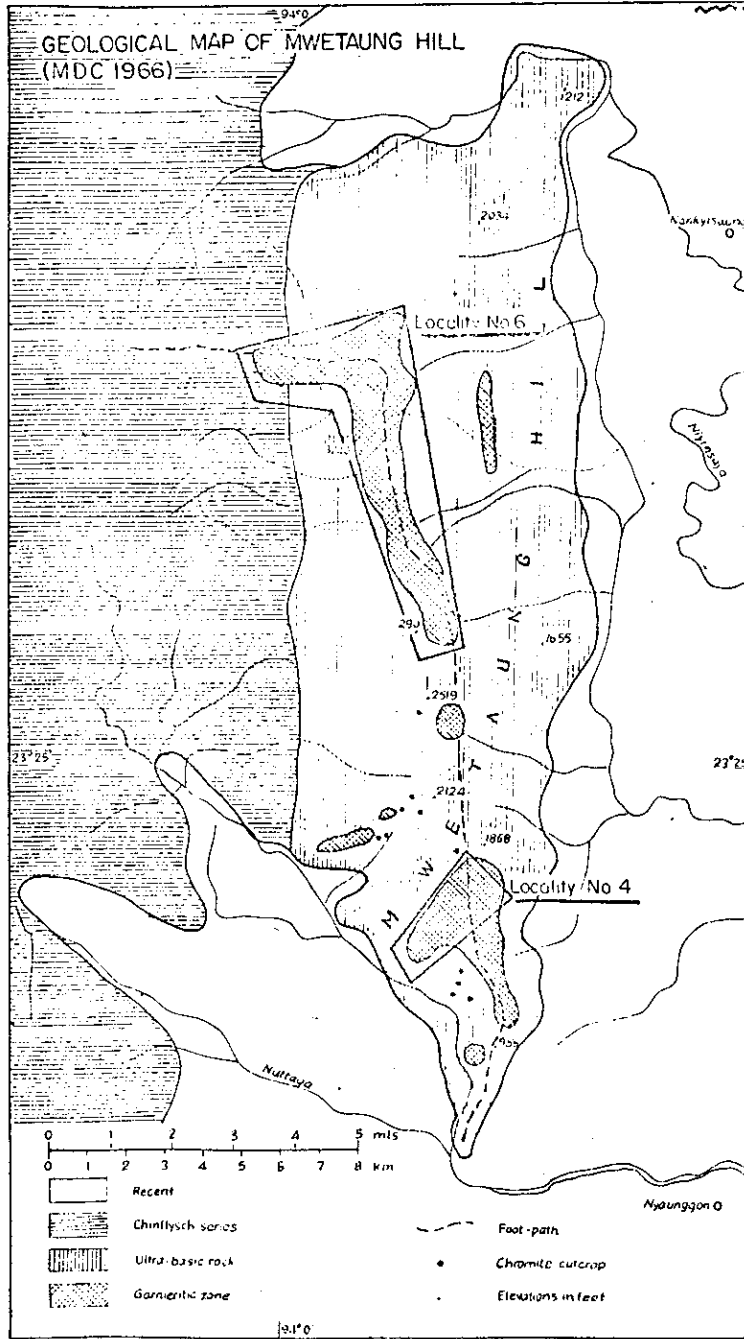 94°0'
GEOLOGICAL MAP OF MWETAUNG HILL
(MDC 1966)
1212
2034
Locality No 6
HILL
1655
2519
23°25'
23°25'
2124
MWETAUNG
1868
Locality No 4
Nuttaya
0 1 2 3 4 5 mls
0 1 2 3 4 5 6 7 8 km
Nyaunggon
Recent
Chinflysch series
Foot-path
Ultra-basic rock
Chromite outcrop
Garnieritic zone
Elevations in feet
94°0'